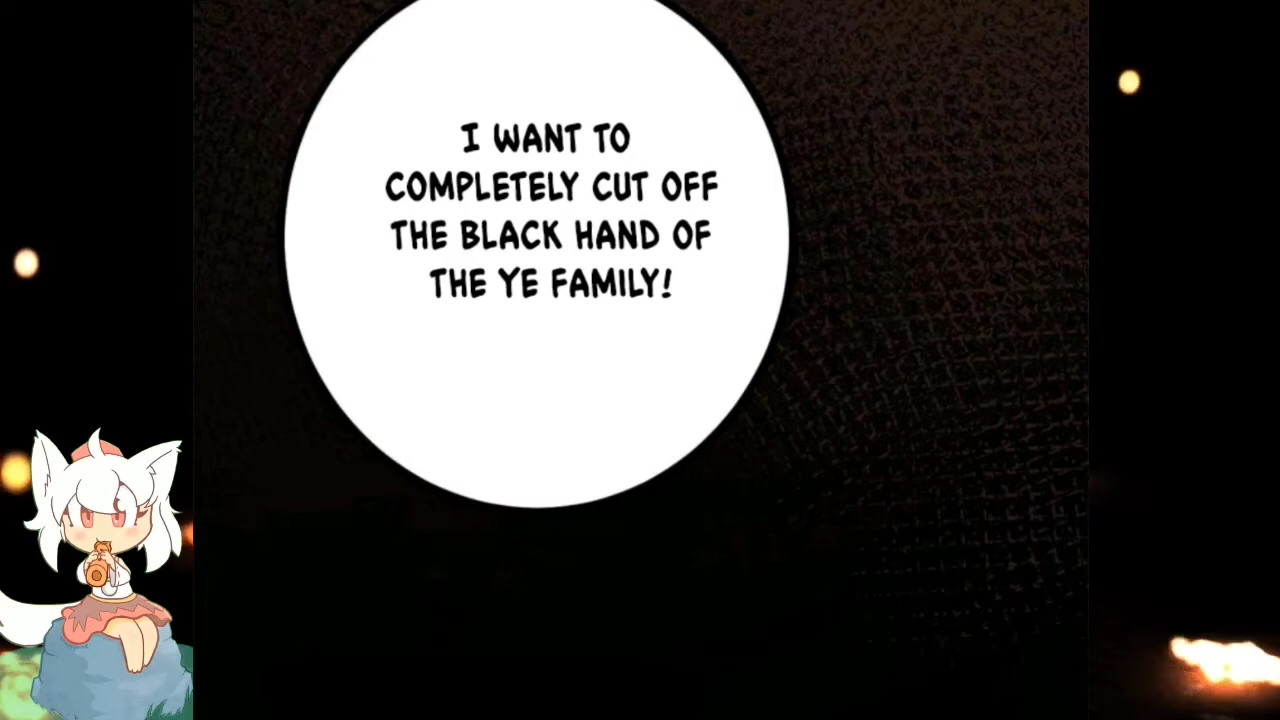 I WANT TO
COMPLETELY CUT OFF
THE BLACK HAND OF
THE YE FAMILY!